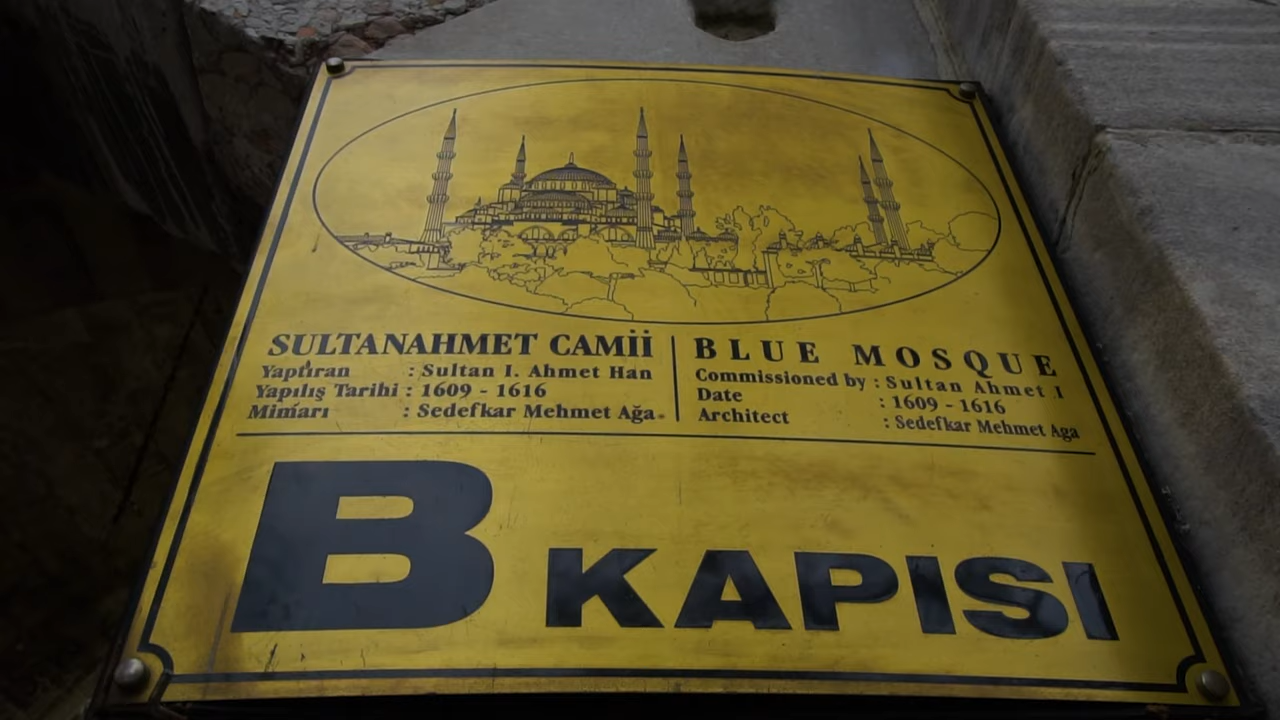 SULTANAHMET CAMİİ
Yaptıran : Sultan I. Ahmet Han
Yapılış Tarihi : 1609 - 1616
Mimarı : Sedefkar Mehmet Ağa
BLUE MOSQUE
Commissioned by : Sultan Ahmet I
Date : 1609 - 1616
Architect : Sedefkar Mehmet Aga
B KAPISI